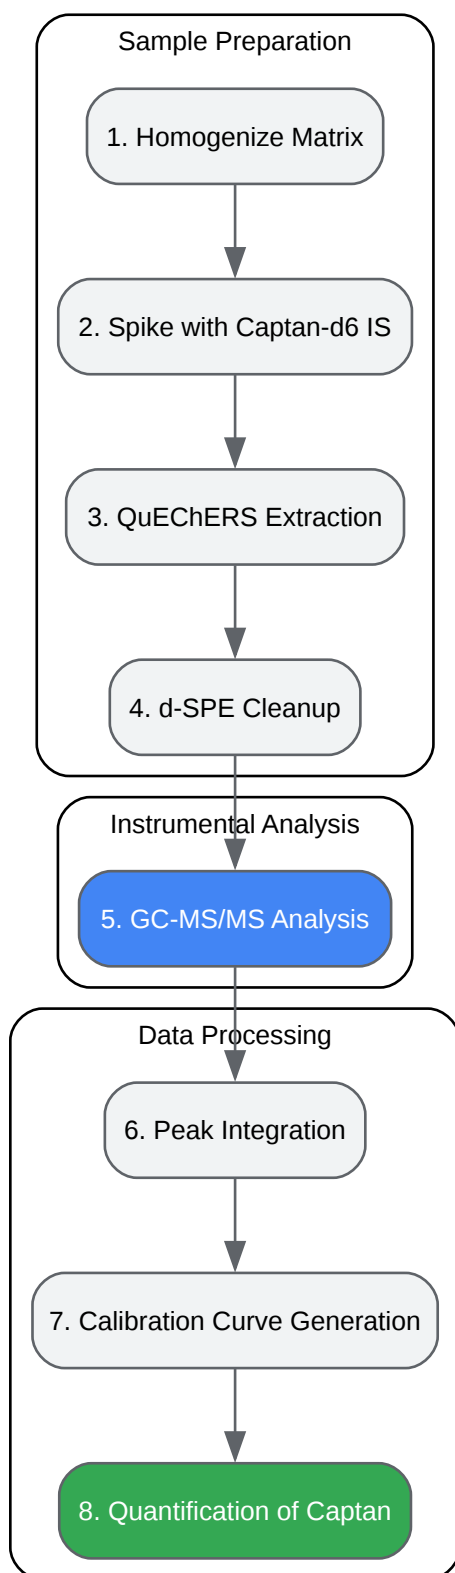 Sample Preparation
1. Homogenize Matrix
2. Spike with Captan-d6 IS
3. QuEChERS Extraction
4. d-SPE Cleanup
Instrumental Analysis
5. GC-MS/MS Analysis
Data Processing
6. Peak Integration
7. Calibration Curve Generation
8. Quantification of Captan